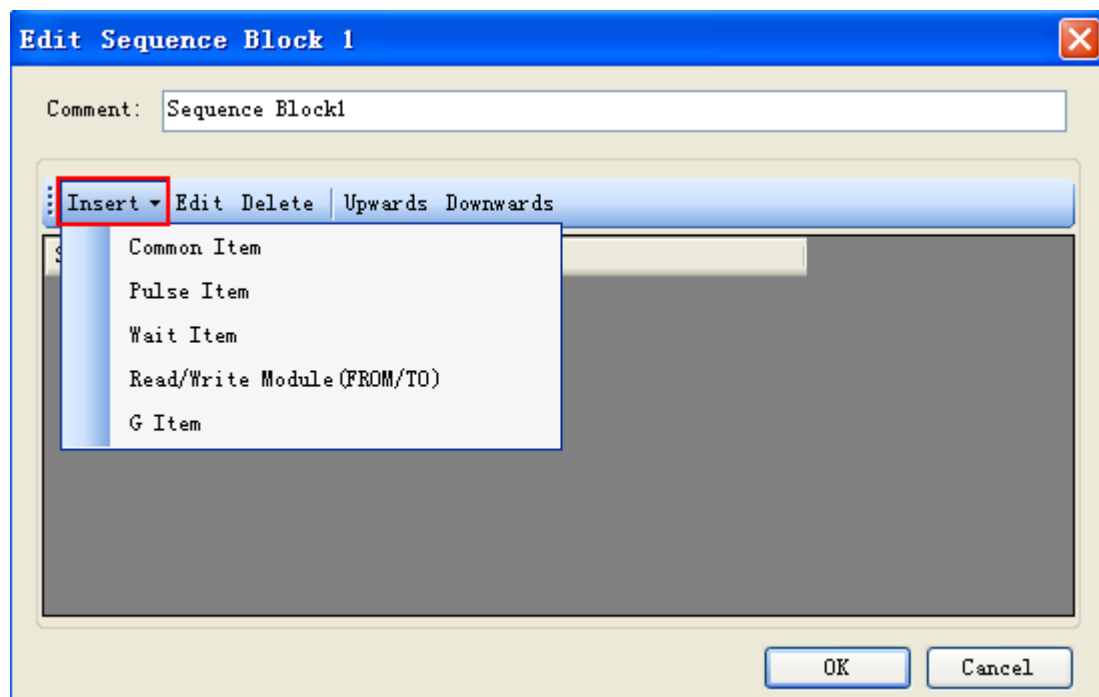 Edit Sequence Block 1
Comment: Sequence Block1
Insert Edit Delete Upwards Downwards
Common Item
Pulse Item
Wait Item
Read/Write Module(FROM/TO)
G Item
OK Cancel